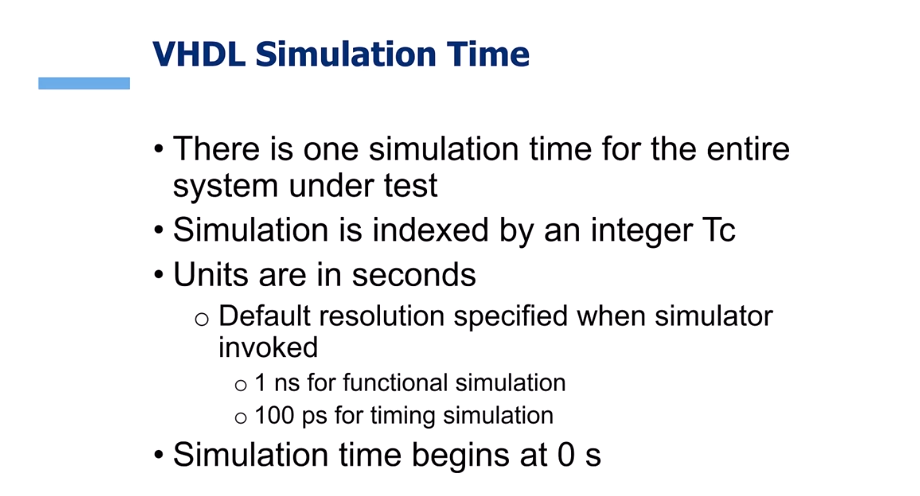 VHDL Simulation Time
• There is one simulation time for the entire
system under test
• Simulation is indexed by an integer Tc
• Units are in seconds
o Default resolution specified when simulator
invoked
o 1 ns for functional simulation
o 100 ps for timing simulation
• Simulation time begins at 0 s